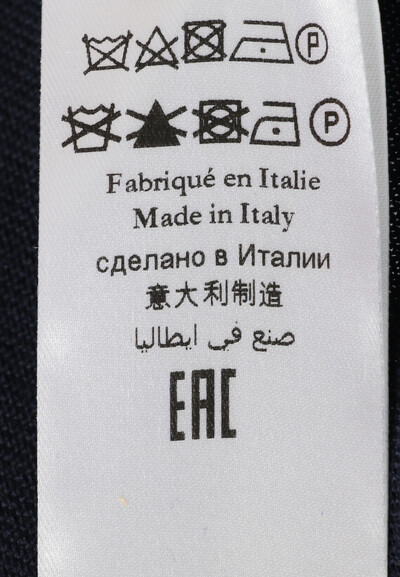 P
P
Fabriqué en Italie
Made in Italy
сделано в Италии
意大利制造
صنع في ايطاليا
EAC